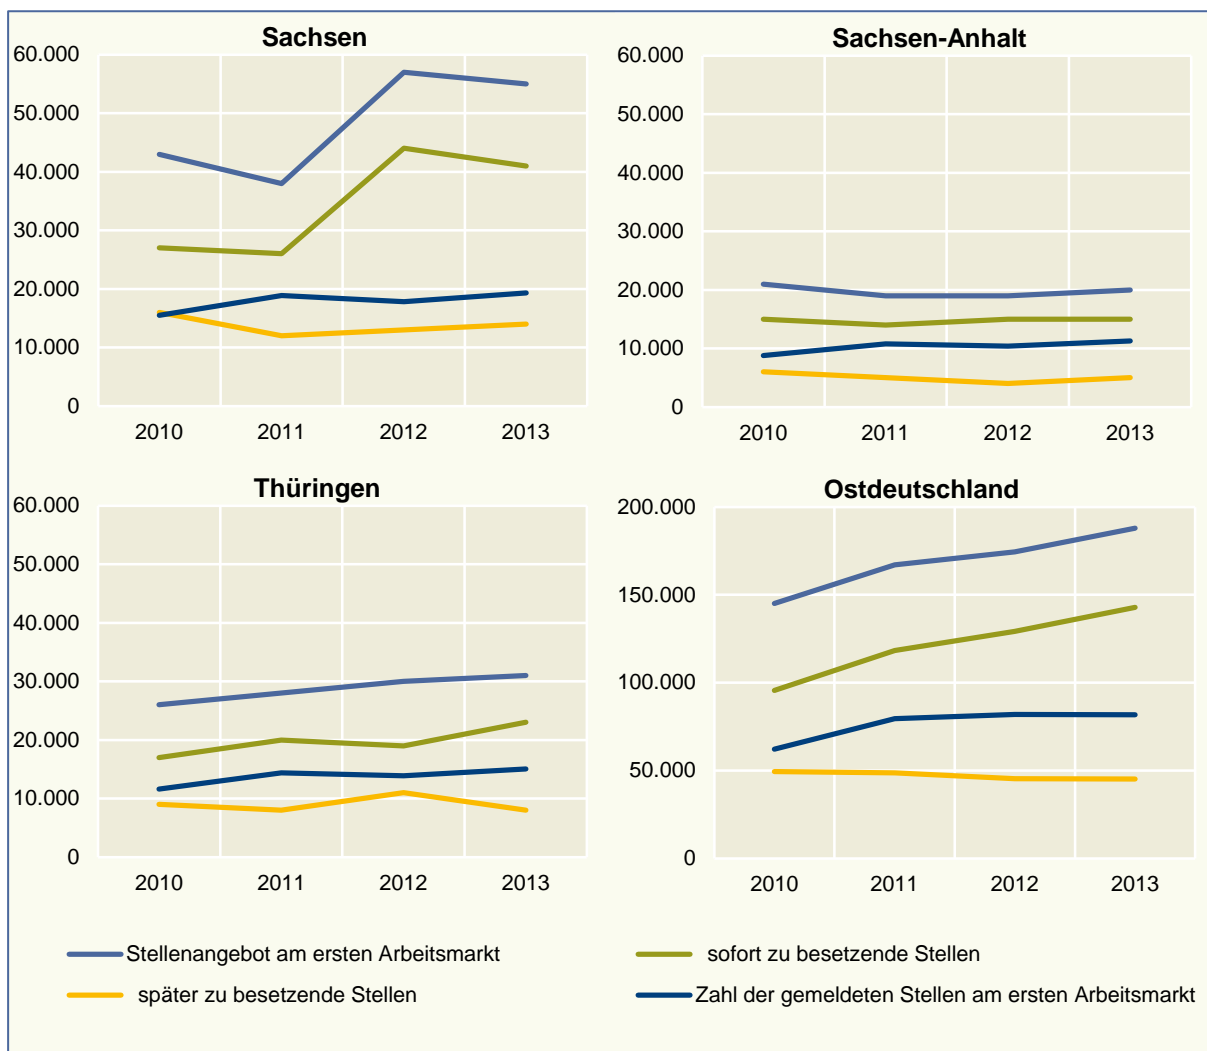 Sachsen
60.000
50.000
40.000
30.000
20.000
10.000
0
2010 2011 2012 2013
Sachsen-Anhalt
60.000
50.000
40.000
30.000
20.000
10.000
0
2010 2011 2012 2013
Thüringen
60.000
50.000
40.000
30.000
20.000
10.000
0
2010 2011 2012 2013
Ostdeutschland
200.000
150.000
100.000
50.000
0
2010 2011 2012 2013
Stellenangebot am ersten Arbeitsmarkt
sofort zu besetzende Stellen
später zu besetzende Stellen
Zahl der gemeldeten Stellen am ersten Arbeitsmarkt